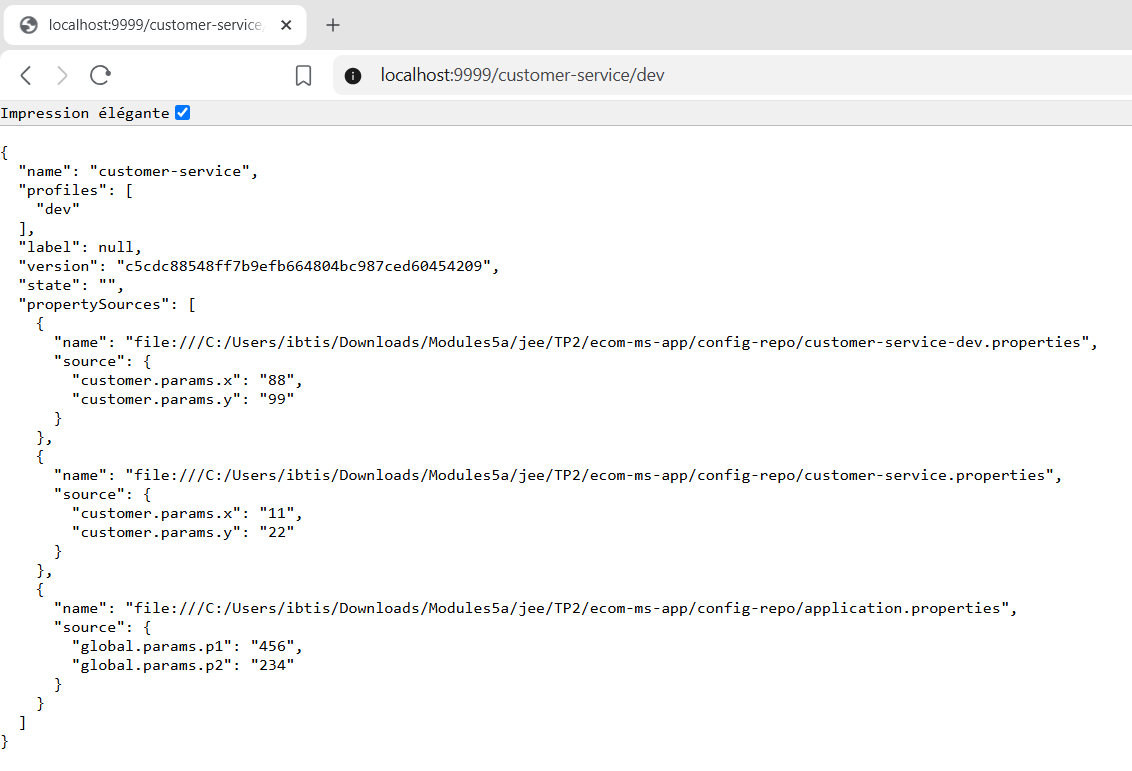 localhost:9999/customer-service/
localhost:9999/customer-service/dev
Impression élégante
{
  "name": "customer-service",
  "profiles": [
    "dev"
  ],
  "label": null,
  "version": "c5cdc88548ff7b9efb664804bc987ced60454209",
  "state": "",
  "propertySources": [
    {
      "name": "file:///C:/Users/ibtis/Downloads/Modules5a/jee/TP2/ecom-ms-app/config-repo/customer-service-dev.properties",
      "source": {
        "customer.params.x": "88",
        "customer.params.y": "99"
      }
    },
    {
      "name": "file:///C:/Users/ibtis/Downloads/Modules5a/jee/TP2/ecom-ms-app/config-repo/customer-service.properties",
      "source": {
        "customer.params.x": "11",
        "customer.params.y": "22"
      }
    },
    {
      "name": "file:///C:/Users/ibtis/Downloads/Modules5a/jee/TP2/ecom-ms-app/config-repo/application.properties",
      "source": {
        "global.params.p1": "456",
        "global.params.p2": "234"
      }
    }
  ]
}